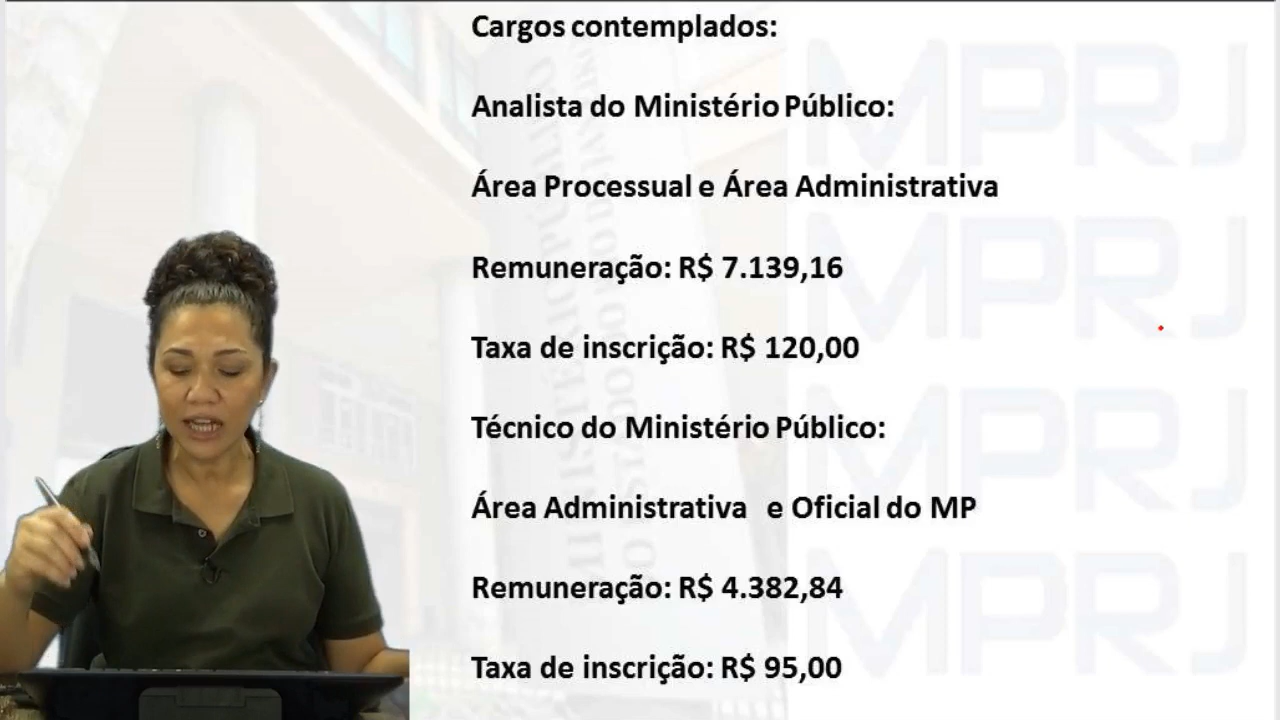 Cargos contemplados:
Analista do Ministério Público:
Área Processual e Área Administrativa
Remuneração: R$ 7.139,16
Taxa de inscrição: R$ 120,00
Técnico do Ministério Público:
Área Administrativa e Oficial do MP
Remuneração: R$ 4.382,84
Taxa de inscrição: R$ 95,00
MPRJ
MPRJ
MPRJ
MPRJ